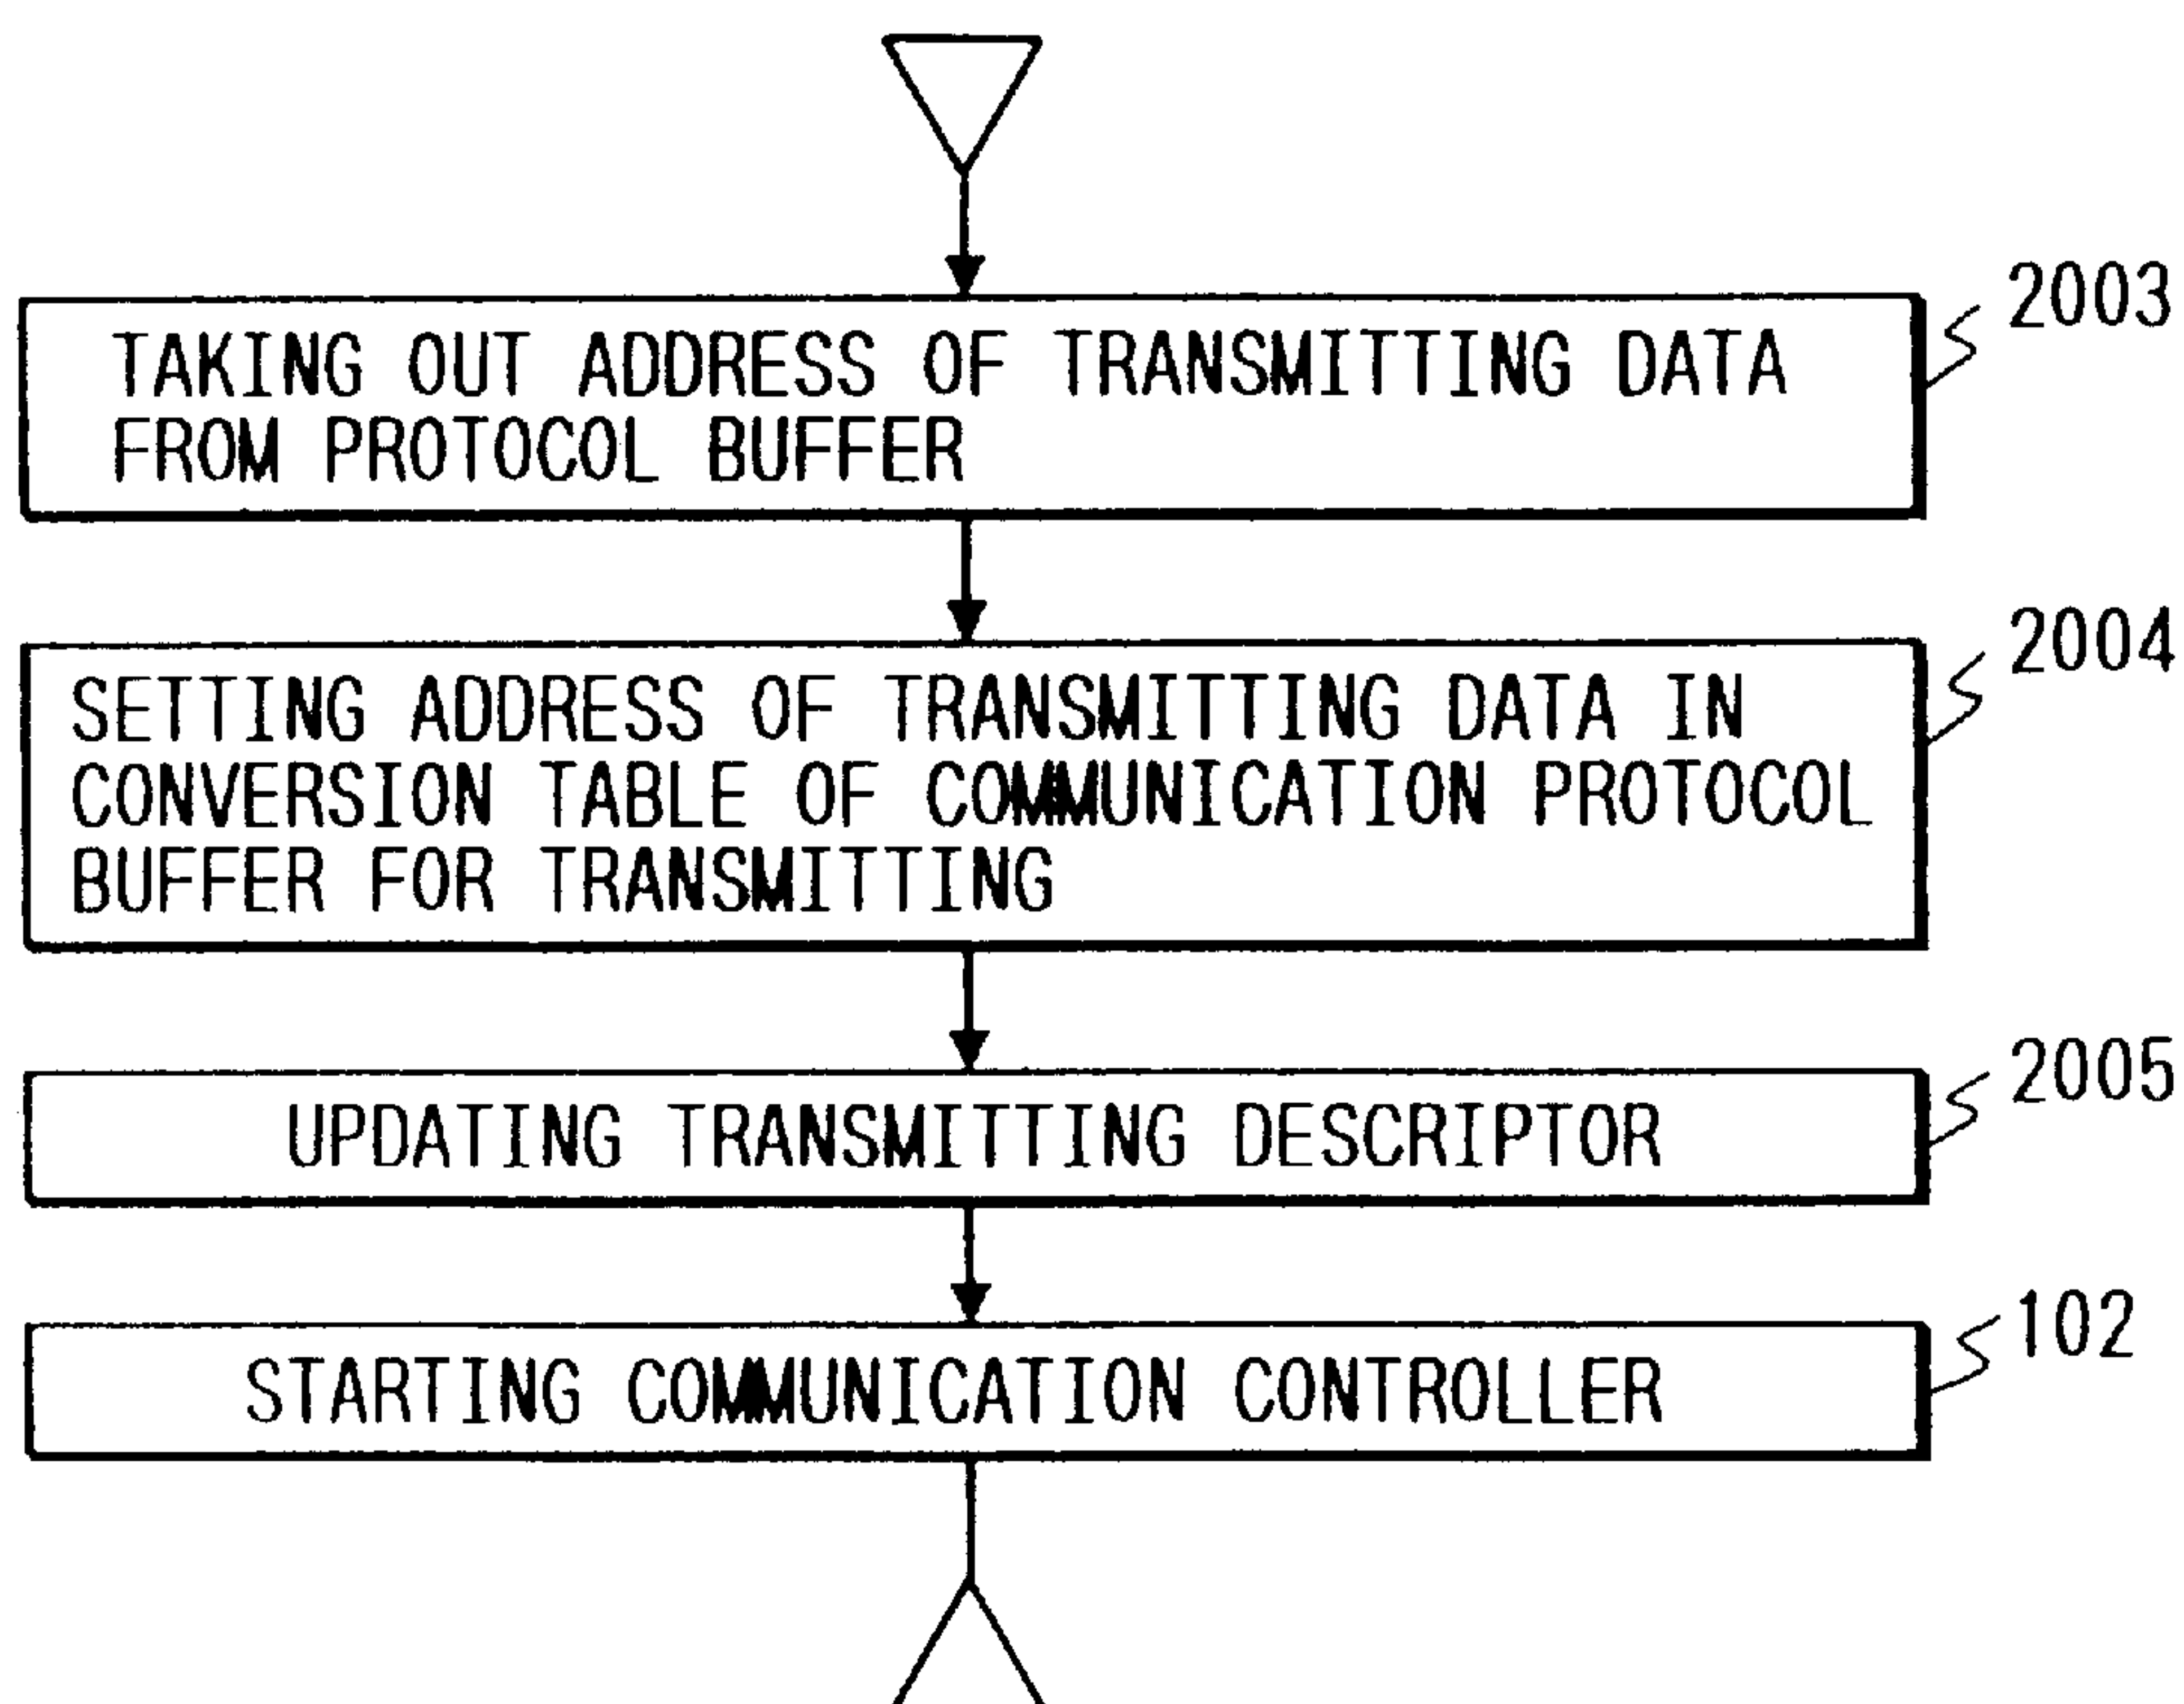 2003
TAKING OUT ADDRESS OF TRANSMITTING DATA
FROM PROTOCOL BUFFER
2004
SETTING ADDRESS OF TRANSMITTING DATA IN
CONVERSION TABLE OF COMMUNICATION PROTOCOL
BUFFER FOR TRANSMITTING
2005
UPDATING TRANSMITTING DESCRIPTOR
102
STARTING COMMUNICATION CONTROLLER